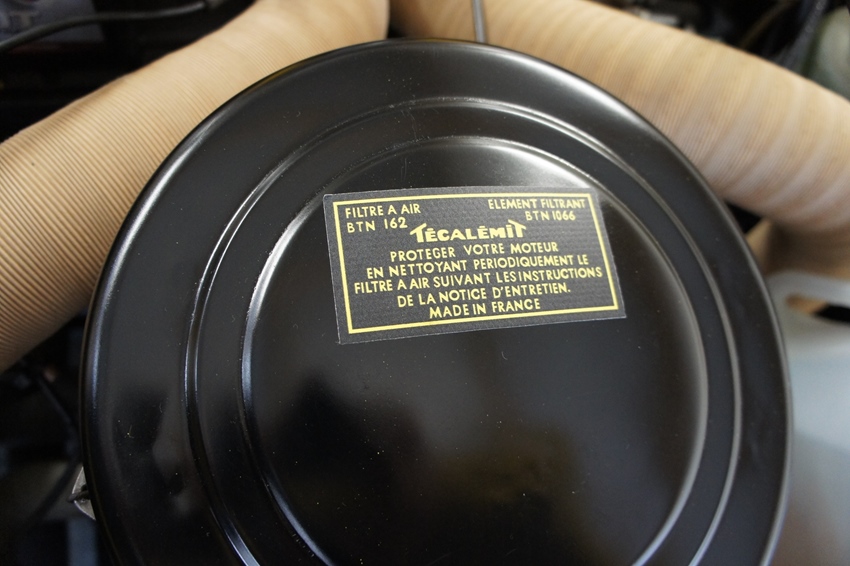 FILTRE A AIR ELEMENT FILTRANT
BTN 162 BTN 1066
TÉCALÉMIT
PROTEGER VOTRE MOTEUR
EN NETTOYANT PERIODIQUEMENT LE
FILTRE A AIR SUIVANT LES INSTRUCTIONS
DE LA NOTICE D'ENTRETIEN.
MADE IN FRANCE